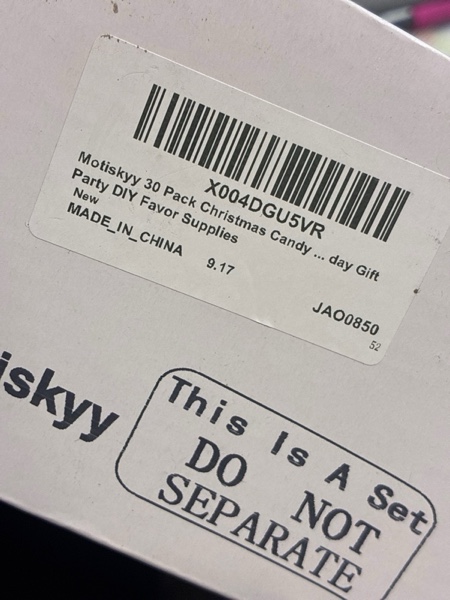 X004DGU5VR
Motiskyy 30 Pack Christmas Candy ... day Gift
Party DIY Favor Supplies
New
MADE_IN_CHINA 9.17
JAO0850
52
iskyy
This Is A Set
DO NOT
SEPARATE